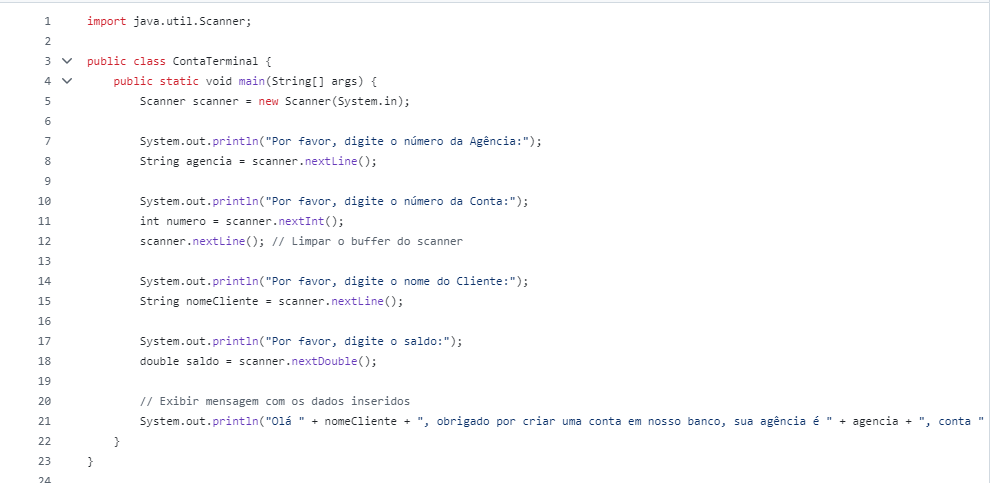 1 import java.util.Scanner;
2
3 public class ContaTerminal {
4 public static void main(String[] args) {
5 Scanner scanner = new Scanner(System.in);
6
7 System.out.println("Por favor, digite o número da Agência:");
8 String agencia = scanner.nextLine();
9
10 System.out.println("Por favor, digite o número da Conta:");
11 int numero = scanner.nextInt();
12 scanner.nextLine(); // Limpar o buffer do scanner
13
14 System.out.println("Por favor, digite o nome do Cliente:");
15 String nomeCliente = scanner.nextLine();
16
17 System.out.println("Por favor, digite o saldo:");
18 double saldo = scanner.nextDouble();
19
20 // Exibir mensagem com os dados inseridos
21 System.out.println("Olá " + nomeCliente + ", obrigado por criar uma conta em nosso banco, sua agência é " + agencia + ", conta "
22 }
23 }
24